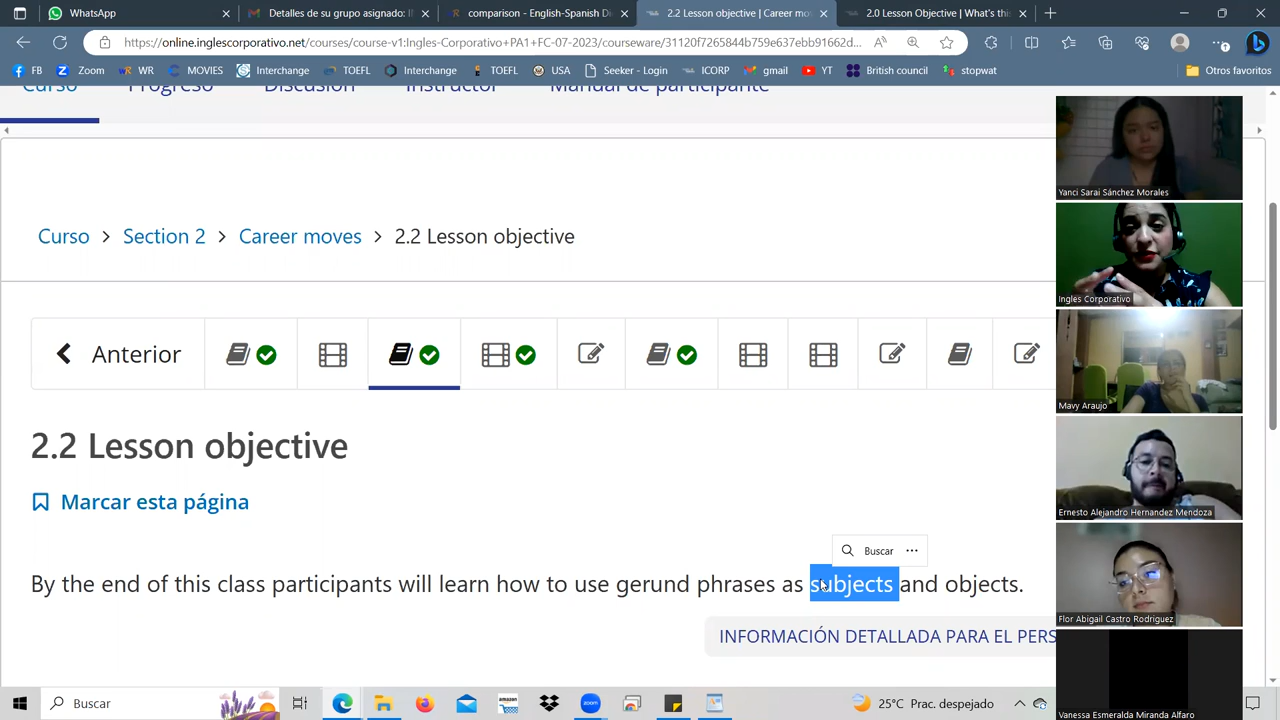 WhatsApp
Detalles de su grupo asignado: II
comparison - English-Spanish Di
2.2 Lesson objective | Career mov
2.0 Lesson Objective | What's thi
https://online.inglescorporativo.net/courses/course-v1:Ingles-Corporativo+PA1+FC-07-2023/courseware/31120f7265844b759e637ebb91662d...
FB
Zoom
WR
MOVIES
Interchange
TOEFL
Interchange
TOEFL
USA
Seeker - Login
ICORP
gmail
YT
British council
stopwat
Otros favoritos
Curso
Progreso
Discusión
Instructor
Manual de participante
Curso > Section 2 > Career moves > 2.2 Lesson objective
Anterior
2.2 Lesson objective
Marcar esta página
Buscar
By the end of this class participants will learn how to use gerund phrases as subjects and objects.
INFORMACIÓN DETALLADA PARA EL PERS
Yanci Sarai Sánchez Morales
Ingles Corporativo
Mavy Araujo
Ernesto Alejandro Hernandez Mendoza
Flor Abigail Castro Rodriguez
Vanessa Esmeralda Miranda Alfaro
Buscar
amazon
zoom
25°C Prac. despejado